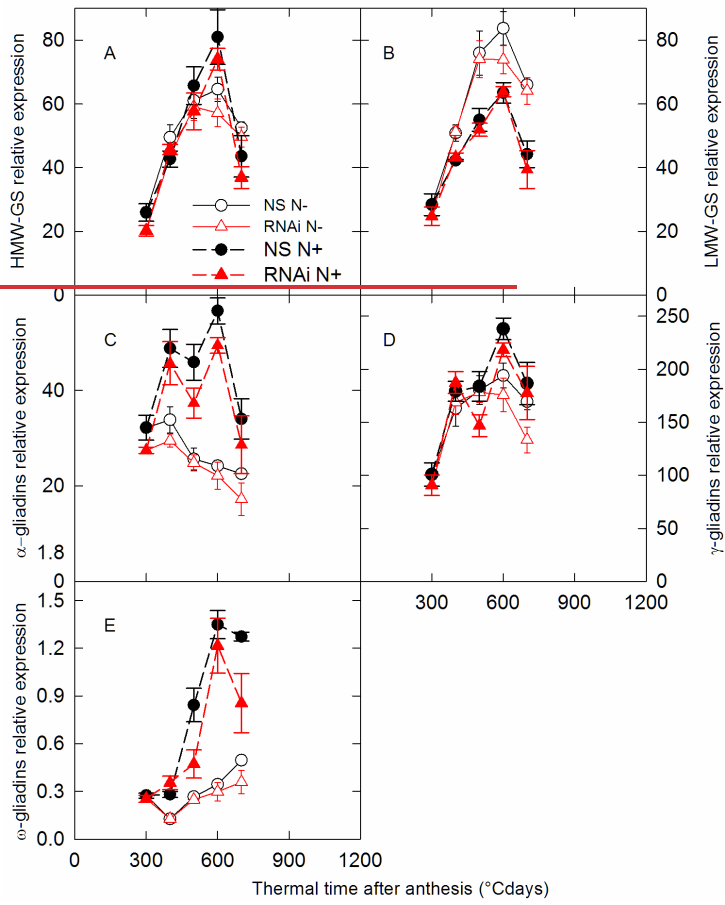 80
60
40
20
0
HMW-GS relative expression
A
B
80
60
40
20
0
LMW-GS relative expression
NS N-
RNAi N-
NS N+
RNAi N+
C
40
20
1.8
0
α−gliadins relative expression
D
250
200
150
100
50
0
γ-gliadins relative expression
300 600 900 1200
E
1.5
1.2
0.9
0.6
0.3
0.0
ω-gliadins relative expression
0 300 600 900 1200
Thermal time after anthesis (°Cdays)